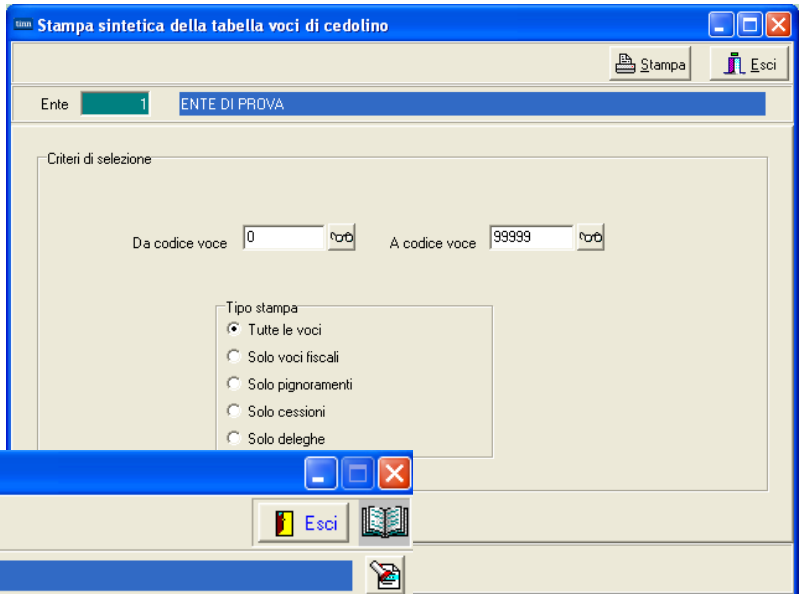 tinn Stampa sintetica della tabella voci di cedolino
Stampa Esci
Ente 1 ENTE DI PROVA
Criteri di selezione
Da codice voce 0 A codice voce 99999
Tipo stampa
Tutte le voci
Solo voci fiscali
Solo pignoramenti
Solo cessioni
Solo deleghe
Esci